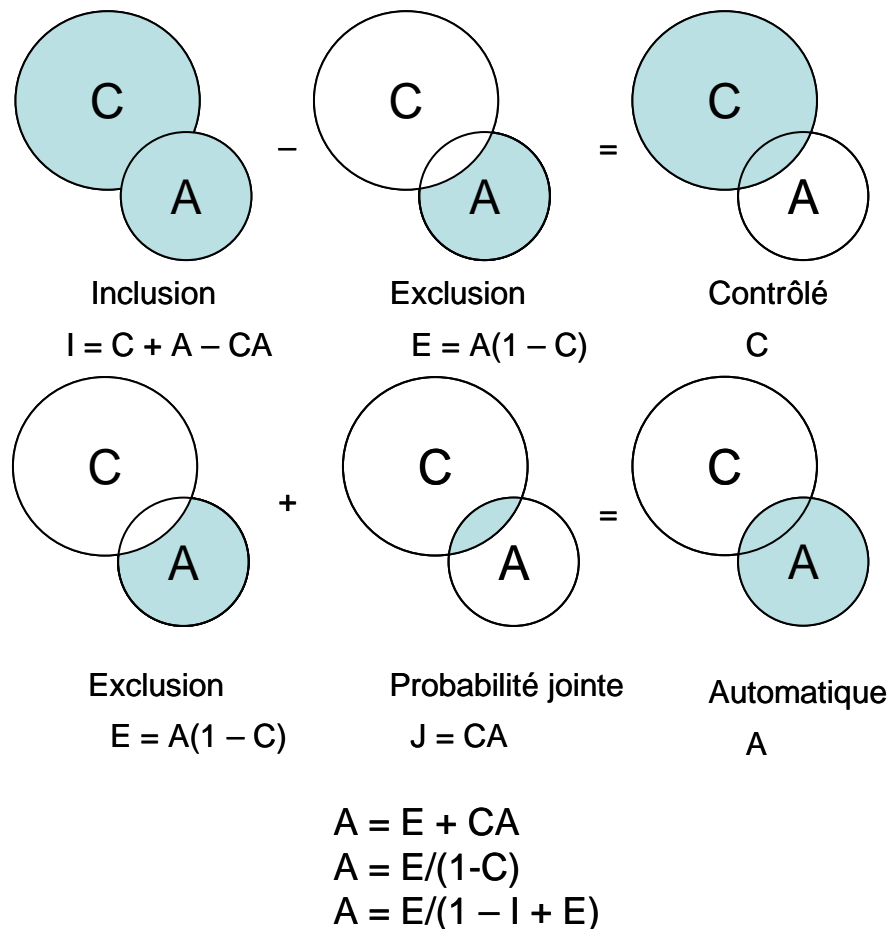 C – C = C
A A A
Inclusion Exclusion Contrôlé
I = C + A – CA E = A(1 – C) C
C + C = C
A A A
Exclusion Probabilité jointe Automatique
E = A(1 – C) J = CA A
A = E + CA
A = E/(1-C)
A = E/(1 – I + E)